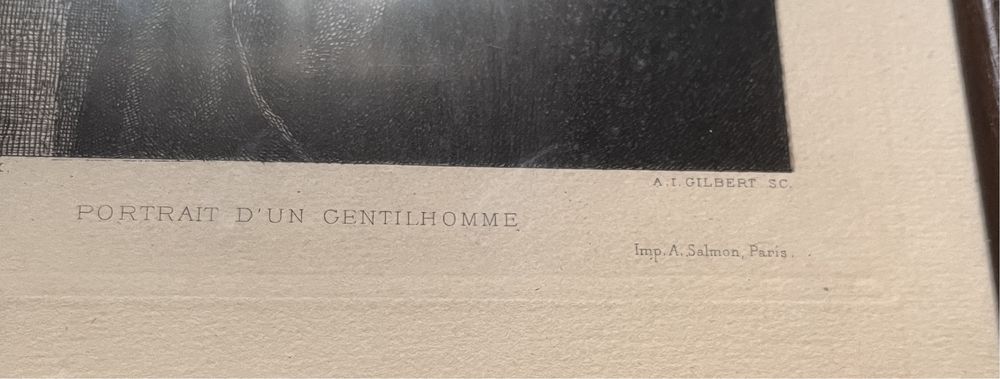 A.I. GILBERT SC.
PORTRAIT D'UN GENTILHOMME
Imp. A. Salmon, Paris.